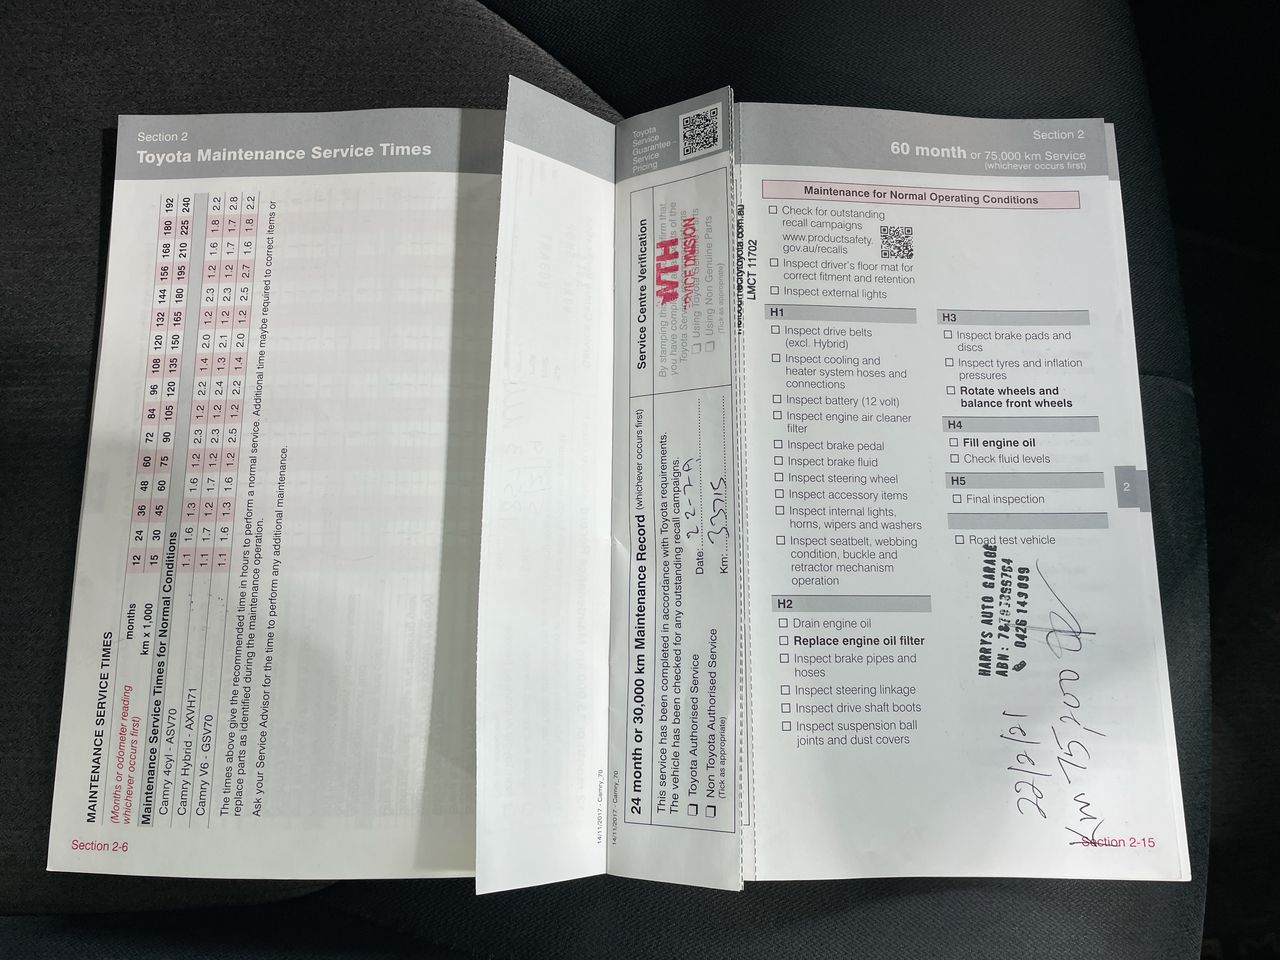 Section 2
Toyota Maintenance Service Times
MAINTENANCE SERVICE TIMES
(Months or odometer reading
whichever occurs first)
months 12 24 36 48 60 72 84 96 108 120 132 144 156 168 180 192
km x 1,000 15 30 45 60 75 90 105 120 135 150 165 180 195 210 225 240
Maintenance Service Times for Normal Conditions
Camry 4cyl - ASV70 1.1 1.6 1.3 1.6 1.2 2.3 1.2 2.2 1.4 2.0 1.2 2.3 1.2 1.6 1.8 2.2
Camry Hybrid - AXVH71 1.1 1.7 1.2 1.7 1.2 2.3 1.2 2.4 1.3 2.1 1.2 2.3 1.2 1.7 1.7 2.8
Camry V6 - GSV70 1.1 1.6 1.3 1.6 1.2 2.5 1.2 2.2 1.4 2.0 1.2 2.5 2.7 1.6 1.8 2.2
The times above give the recommended time in hours to perform a normal service. Additional time maybe required to correct items or
replace parts as identified during the maintenance operation.
Ask your Service Advisor for the time to perform any additional maintenance.
Section 2-6
14/11/2017 - Camry_70
14/11/2017 - Camry_70
Toyota
Service
Guarantee -
Service
Pricing
24 month or 30,000 km Maintenance Record (whichever occurs first)
This service has been completed in accordance with Toyota requirements.
The vehicle has been checked for any outstanding recall campaigns.
Toyota Authorised Service
Non Toyota Authorised Service
(Tick as appropriate)
Date: 22-7-19
Km: 33715
Service Centre Verification
By stamping this
you have
Toyota
Using
Using Non Genuine Parts
(Tick as appropriate)
WTH
LMCT 11702
Section 2
60 month or 75,000 km Service
(whichever occurs first)
Maintenance for Normal Operating Conditions
Check for outstanding
recall campaigns
www.productsafety.
gov.au/recalls
Inspect driver's floor mat for
correct fitment and retention
Inspect external lights
H1
Inspect drive belts
(excl. Hybrid)
Inspect cooling and
heater system hoses and
connections
Inspect battery (12 volt)
Inspect engine air cleaner
filter
Inspect brake pedal
Inspect brake fluid
Inspect steering wheel
Inspect accessory items
Inspect internal lights,
horns, wipers and washers
Inspect seatbelt, webbing
condition, buckle and
retractor mechanism
operation
H2
Drain engine oil
Replace engine oil filter
Inspect brake pipes and
hoses
Inspect steering linkage
Inspect drive shaft boots
Inspect suspension ball
joints and dust covers
H3
Inspect brake pads and
discs
Inspect tyres and inflation
pressures
Rotate wheels and
balance front wheels
H4
Fill engine oil
Check fluid levels
H5
Final inspection
Road test vehicle
2
HARRYS AUTO GARAGE
ABN:
0426 149 099
22/2/21
Km 75,200
Section 2-15